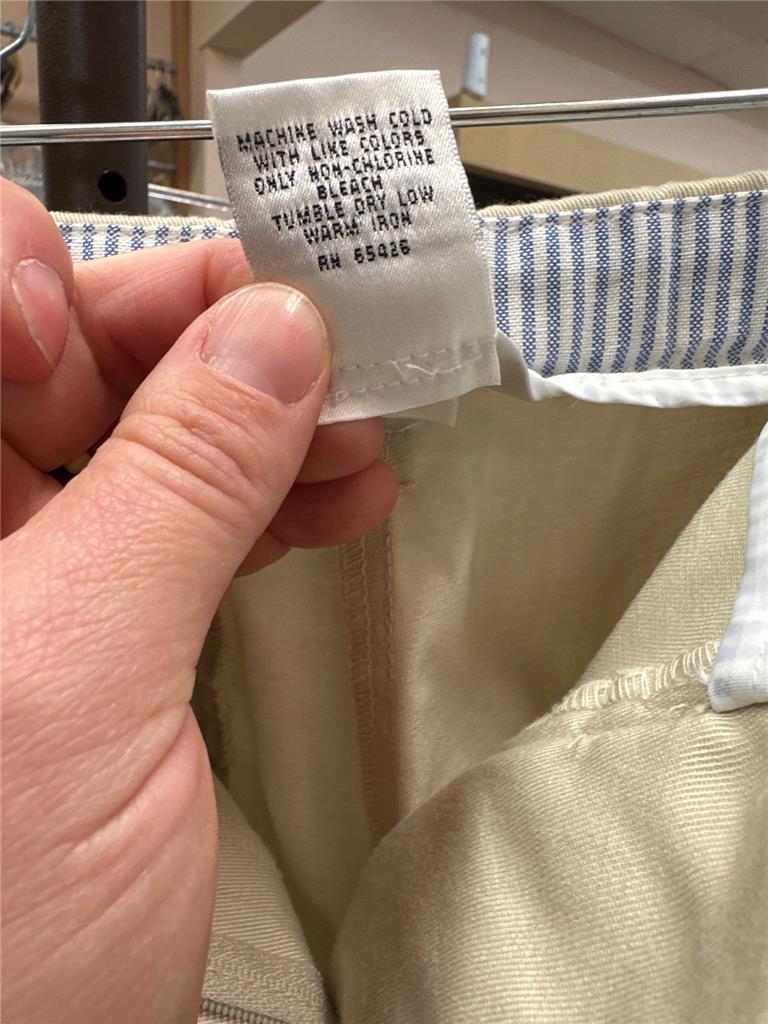 MACHINE WASH COLD
WITH LIKE COLORS
ONLY NON-CHLORINE
BLEACH
TUMBLE DRY LOW
WARM IRON
RN 65426